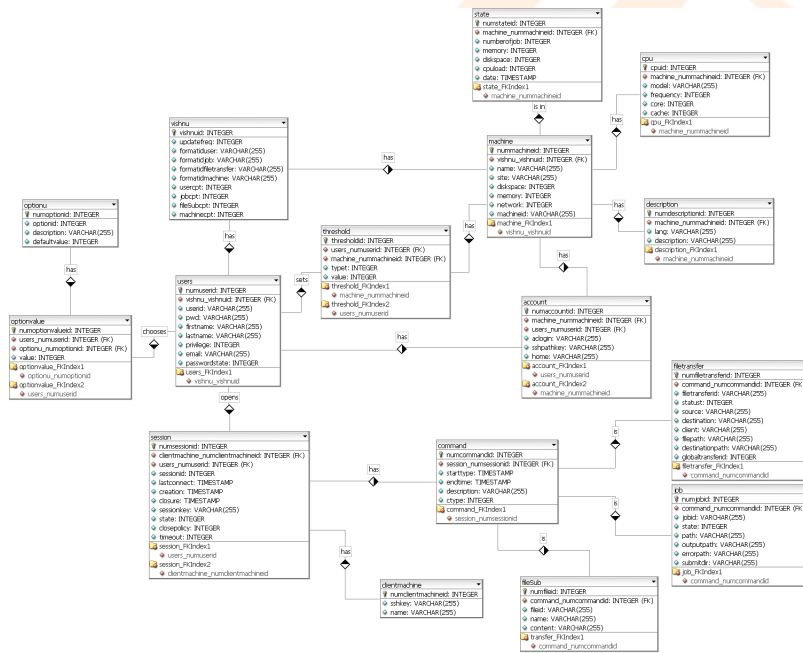 state
numstateid: INTEGER
machine_nummachineid: INTEGER (FK)
numberofjob: INTEGER
memory: INTEGER
diskspace: INTEGER
cpuload: INTEGER
date: TIMESTAMP
state_FKIndex1
machine_nummachineid
is in
cpu
cpuid: INTEGER
machine_nummachineid: INTEGER (FK)
model: VARCHAR(255)
frequency: INTEGER
core: INTEGER
cache: INTEGER
cpu_FKIndex1
machine_nummachineid
has
vishnu
vishnuid: INTEGER
updatefreq: INTEGER
formatiduser: VARCHAR(255)
formatidjob: VARCHAR(255)
formatidfiletransfer: VARCHAR(255)
formatidmachine: VARCHAR(255)
usercpt: INTEGER
jobcpt: INTEGER
fileSubcpt: INTEGER
machinecpt: INTEGER
has
machine
nummachineid: INTEGER
vishnu_vishnuid: INTEGER (FK)
name: VARCHAR(255)
site: VARCHAR(255)
diskspace: INTEGER
memory: INTEGER
network: INTEGER
machineid: VARCHAR(255)
machine_FKIndex1
vishnu_vishnuid
has
description
numdescriptionid: INTEGER
machine_nummachineid: INTEGER (FK)
lang: VARCHAR(255)
description: VARCHAR(255)
description_FKIndex1
machine_nummachineid
optionu
numoptionid: INTEGER
optionid: INTEGER
description: VARCHAR(255)
defaultvalue: INTEGER
has
has
threshold
thresholdid: INTEGER
users_numuserid: INTEGER (FK)
machine_nummachineid: INTEGER (FK)
typet: INTEGER
value: INTEGER
threshold_FKIndex1
machine_nummachineid
threshold_FKIndex2
users_numuserid
has
sets
has
users
numuserid: INTEGER
vishnu_vishnuid: INTEGER (FK)
userid: VARCHAR(255)
pwd: VARCHAR(255)
firstname: VARCHAR(255)
lastname: VARCHAR(255)
privilege: INTEGER
email: VARCHAR(255)
passwordstate: INTEGER
users_FKIndex1
vishnu_vishnuid
has
account
numaccountid: INTEGER
machine_nummachineid: INTEGER (FK)
users_numuserid: INTEGER (FK)
aclogin: VARCHAR(255)
sshpathkey: VARCHAR(255)
home: VARCHAR(255)
account_FKIndex1
users_numuserid
account_FKIndex2
machine_nummachineid
optionvalue
numoptionvalueid: INTEGER
users_numuserid: INTEGER (FK)
optionu_numoptionid: INTEGER (FK)
value: INTEGER
optionvalue_FKIndex1
optionu_numoptionid
optionvalue_FKIndex2
users_numuserid
chooses
opens
filetransfer
numfiletransferid: INTEGER
command_numcommandid: INTEGER (FK)
filetransferid: VARCHAR(255)
statust: INTEGER
source: VARCHAR(255)
destination: VARCHAR(255)
client: VARCHAR(255)
filepath: VARCHAR(255)
destinationpath: VARCHAR(255)
globaltransferid: INTEGER
filetransfer_FKIndex1
command_numcommandid
is
session
numsessionid: INTEGER
clientmachine_numclientmachineid: INTEGER (FK)
users_numuserid: INTEGER (FK)
sessionid: INTEGER
lastconnect: TIMESTAMP
creation: TIMESTAMP
closure: TIMESTAMP
sessionkey: VARCHAR(255)
state: INTEGER
closepolicy: INTEGER
timeout: INTEGER
session_FKIndex1
users_numuserid
session_FKIndex2
clientmachine_numclientmachineid
has
command
numcommandid: INTEGER
session_numsessionid: INTEGER (FK)
starttype: TIMESTAMP
endtime: TIMESTAMP
description: VARCHAR(255)
ctype: INTEGER
command_FKIndex1
session_numsessionid
is
job
numjobid: INTEGER
command_numcommandid: INTEGER (FK)
jobid: VARCHAR(255)
state: INTEGER
path: VARCHAR(255)
outputpath: VARCHAR(255)
errorpath: VARCHAR(255)
submitdir: VARCHAR(255)
job_FKIndex1
command_numcommandid
has
is
clientmachine
numclientmachineid: INTEGER
sshkey: VARCHAR(255)
name: VARCHAR(255)
fileSub
numfileid: INTEGER
command_numcommandid: INTEGER (FK)
fileid: VARCHAR(255)
name: VARCHAR(255)
content: VARCHAR(255)
transfer_FKIndex1
command_numcommandid